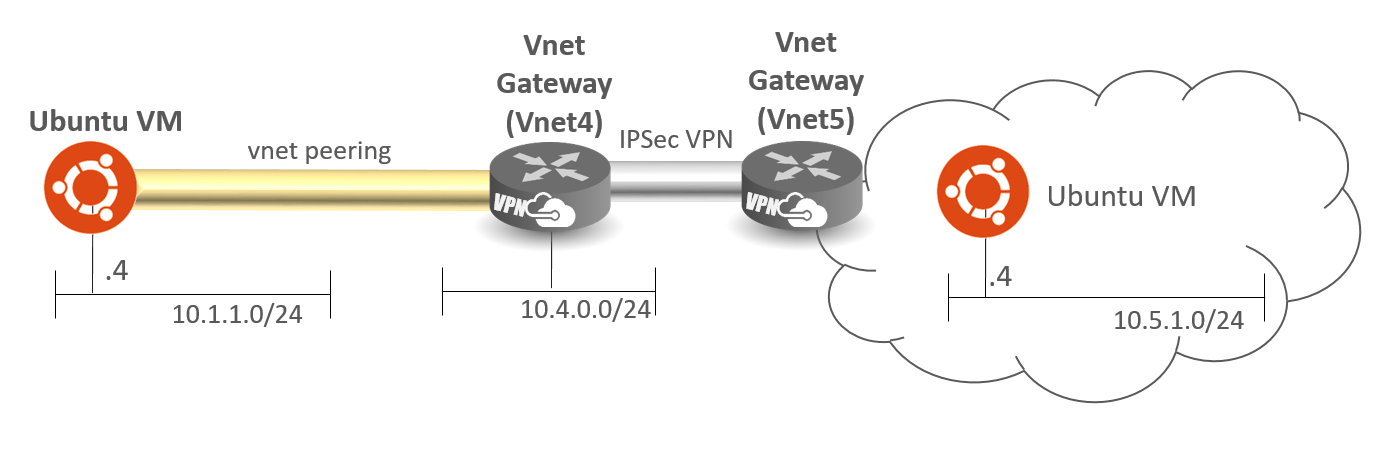 Ubuntu VM
vnet peering
Vnet
Gateway
(Vnet4)
IPSec VPN
Vnet
Gateway
(Vnet5)
VPN
VPN
Ubuntu VM
.4
10.1.1.0/24
10.4.0.0/24
.4
10.5.1.0/24